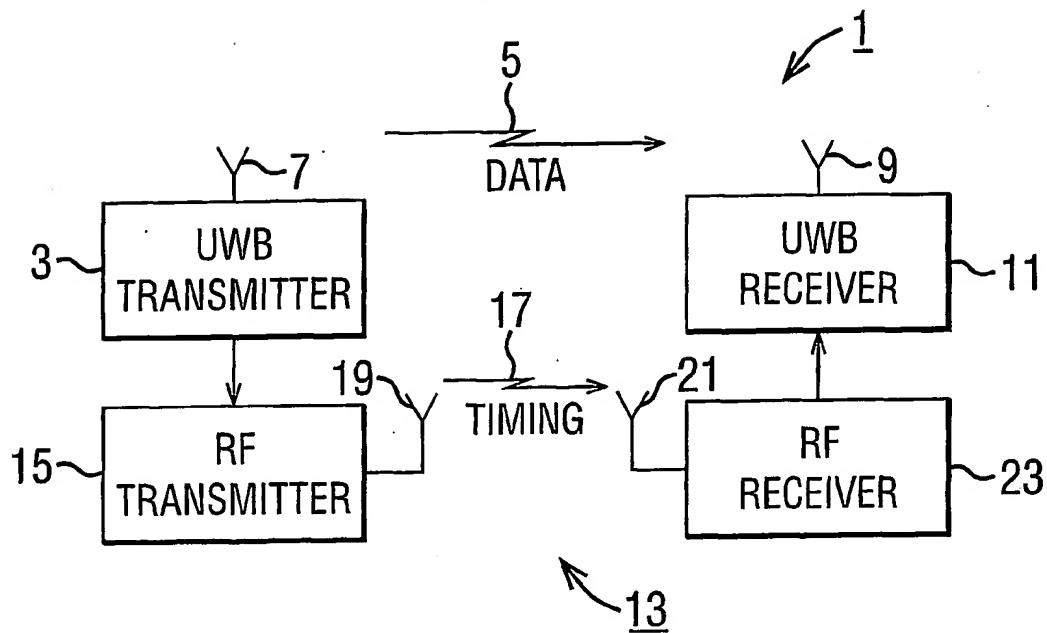 1
5
7
DATA
9
3
UWB
TRANSMITTER
UWB
RECEIVER
11
17
19
TIMING
21
15
RF
TRANSMITTER
RF
RECEIVER
23
13